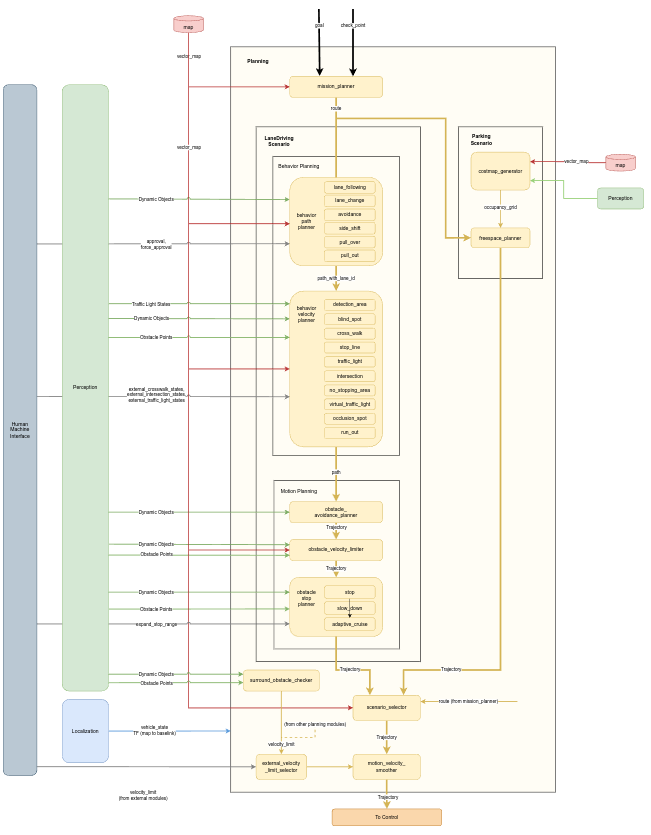 goal
check_point
map
vector_map
Planning
mission_planner
route
LaneDriving
Scenario
Parking
Scenario
vector_map
Behavior Planning
costmap_generator
vector_map
map
Perception
occupancy_grid
freespace_planner
Dynamic Objects
approval,
force_approval
behavior
path
planner
lane_following
lane_change
avoidance
side_shift
pull_over
pull_out
path_with_lane_id
Traffic Light States
Dynamic Objects
Obstacle Points
behavior
velocity
planner
detection_area
blind_spot
cross_walk
stop_line
traffic_light
intersection
no_stopping_area
virtual_traffic_light
occlusion_spot
run_out
Perception
external_crosswalk_states,
external_intersection_states,
external_traffic_light_states
Human
Machine
Interface
path
Motion Planning
Dynamic Objects
obstacle_
avoidance_planner
Trajectory
Dynamic Objects
Obstacle Points
obstacle_velocity_limiter
Trajectory
Dynamic Objects
Obstacle Points
expand_stop_range
obstacle
stop
planner
stop
slow_down
adaptive_cruise
Trajectory
Trajectory
Dynamic Objects
Obstacle Points
surround_obstacle_checker
scenario_selector
route (from mission_planner)
Localization
vehicle_state
TF (map to baselink)
(from other planning modules)
velocity_limit
Trajectory
external_velocity
_limit_selector
motion_velocity_
smoother
velocity_limit
(from external modules)
Trajectory
To Control